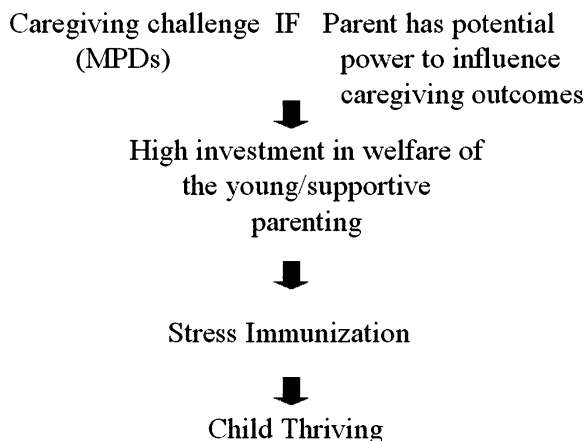 Caregiving challenge IF Parent has potential
(MPDs) power to influence
caregiving outcomes
High investment in welfare of
the young/supportive
parenting
Stress Immunization
Child Thriving